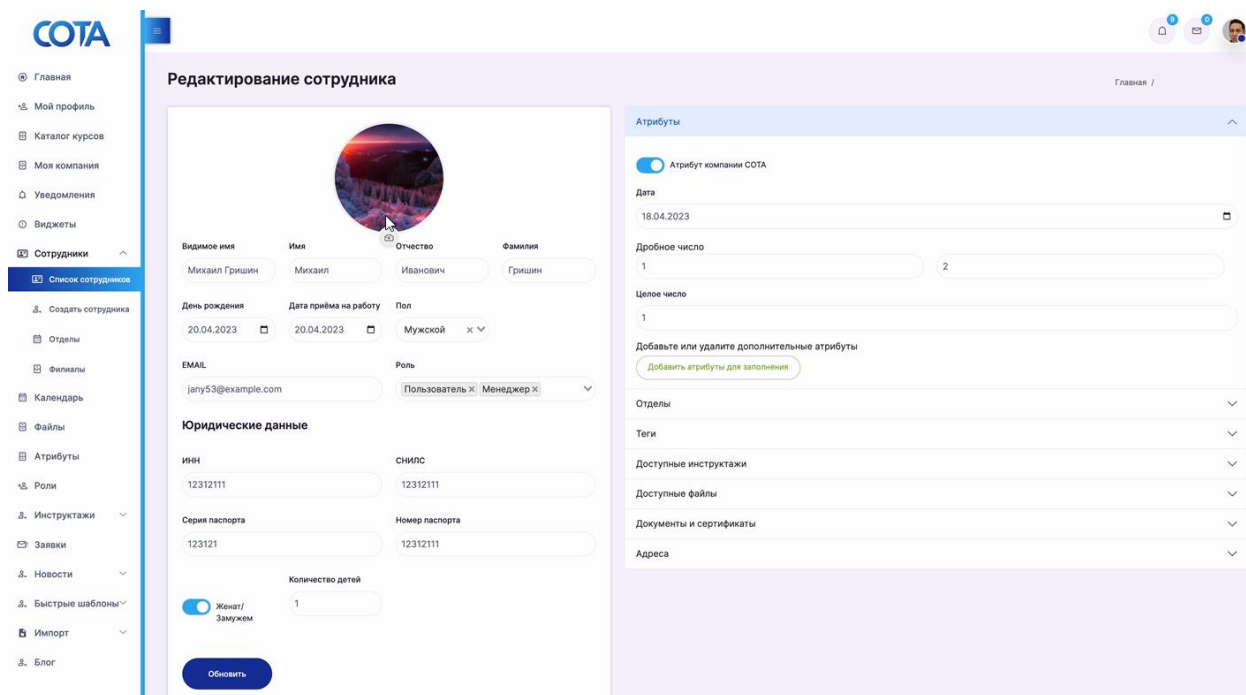 СОТА
9
0
Главная
Мой профиль
Каталог курсов
Моя компания
Уведомления
Виджеты
Сотрудники
Список сотрудников
Создать сотрудника
Отделы
Филиалы
Календарь
Файлы
Атрибуты
Роли
Инструктажи
Заявки
Новости
Быстрые шаблоны
Импорт
Блог
Редактирование сотрудника
Главная /
Видимое имя Имя Отчество Фамилия
Михаил Гришин Михаил Иванович Гришин
День рождения Дата приёма на работу Пол
20.04.2023 20.04.2023 Мужской ×
EMAIL Роль
jany53@example.com Пользователь × Менеджер ×
Юридические данные
ИНН СНИЛС
12312111 12312111
Серия паспорта Номер паспорта
123121 12312111
Количество детей
1
Женат/
Замужем
Обновить
Атрибуты
Атрибут компании СОТА
Дата
18.04.2023
Дробное число
1 2
Целое число
1
Добавьте или удалите дополнительные атрибуты
Добавить атрибуты для заполнения
Отделы
Теги
Доступные инструктажи
Доступные файлы
Документы и сертификаты
Адреса